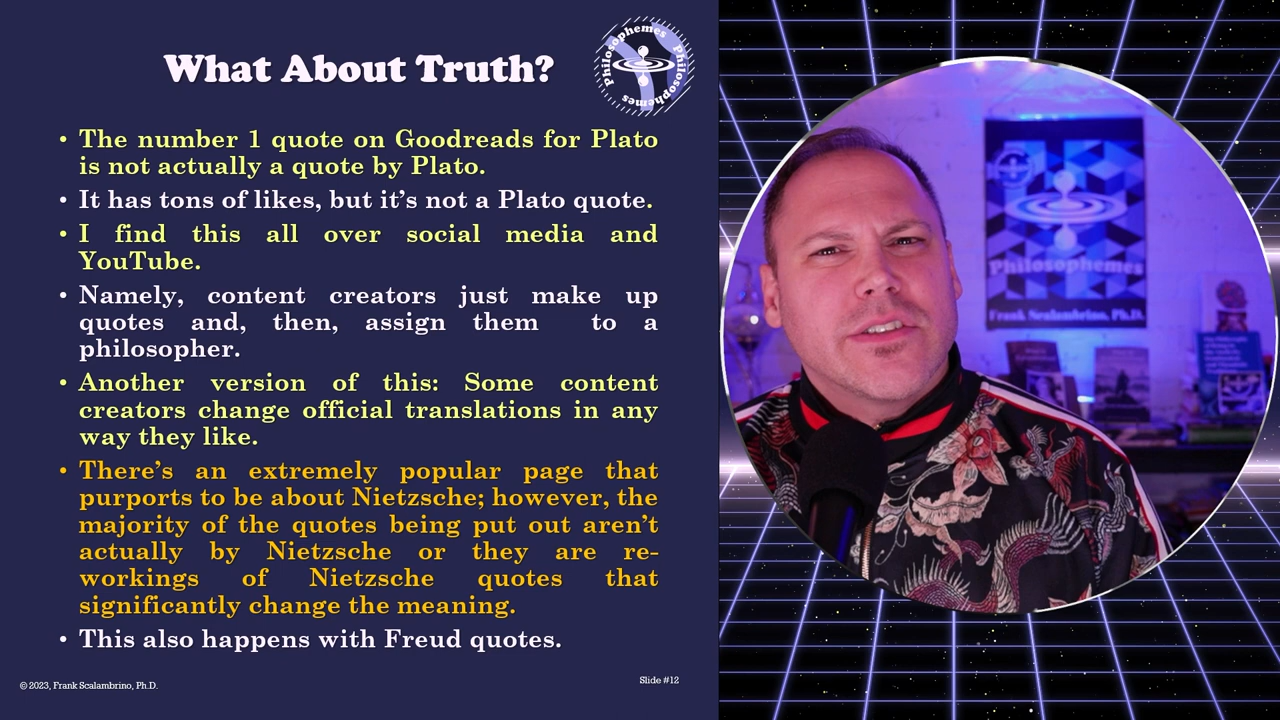 What About Truth?
Philosophemes Philosophemes Philosophemes
• The number 1 quote on Goodreads for Plato
is not actually a quote by Plato.
• It has tons of likes, but it’s not a Plato quote.
• I find this all over social media and
YouTube.
• Namely, content creators just make up
quotes and, then, assign them to a
philosopher.
• Another version of this: Some content
creators change official translations in any
way they like.
• There’s an extremely popular page that
purports to be about Nietzsche; however, the
majority of the quotes being put out aren’t
actually by Nietzsche or they are re-
workings of Nietzsche quotes that
significantly change the meaning.
• This also happens with Freud quotes.
© 2023, Frank Scalambrino, Ph.D.
Slide #12
Philosophemes
Frank Scalambrino, Ph.D.